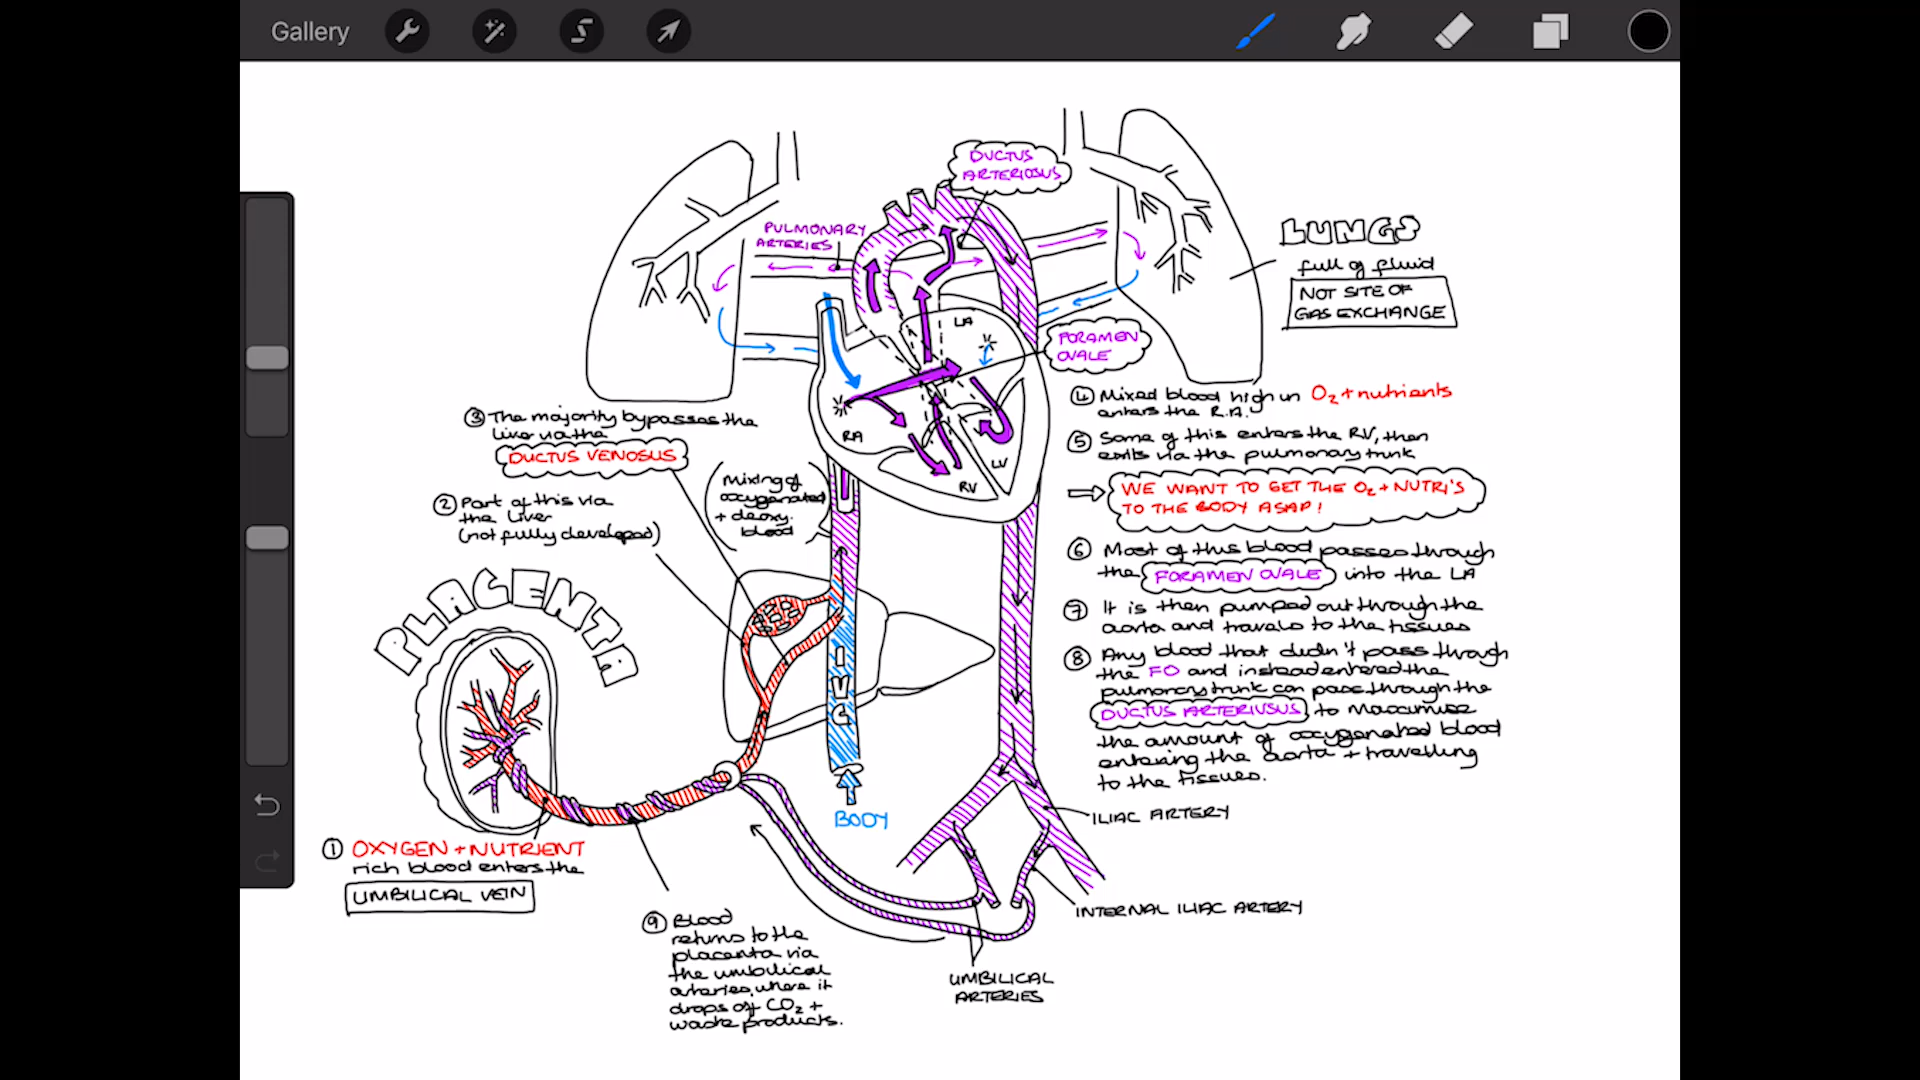 Gallery
DUCTUS
ARTERIOSUS
PULMONARY
ARTERIES
LUNGS
full of fluid
NOT SITE OF
GAS EXCHANGE
LA
FORAMEN
OVALE
RA
LV
RV
③ The majority bypasses the
liver via the
DUCTUS VENOSUS
② Part of this via
the liver
(not fully developed)
(mixing of
oxygenated
+ deoxy.
blood)
PLACENTA
IVC
BODY
① OXYGEN + NUTRIENT
rich blood enters the
UMBILICAL VEIN
④ Mixed blood high in O₂ + nutrients
enters the R.A.
⑤ Some of this enters the RV, then
exits via the pulmonary trunk
⇨ WE WANT TO GET THE O₂ + NUTRI'S
TO THE BODY ASAP!
⑥ Most of this blood passes through
the FORAMEN OVALE into the LA
⑦ It is then pumped out through the
aorta and travels to the tissues
⑧ Any blood that didn't pass through
the FO and instead entered the
pulmonary trunk can pass through the
DUCTUS ARTERIUSUS to maximise
the amount of oxygenated blood
entering the aorta + travelling
to the tissues.
ILIAC ARTERY
INTERNAL ILIAC ARTERY
UMBILICAL
ARTERIES
⑨ Blood
returns to the
placenta via
the umbilical
arteries, where it
drops off CO₂ +
waste products.